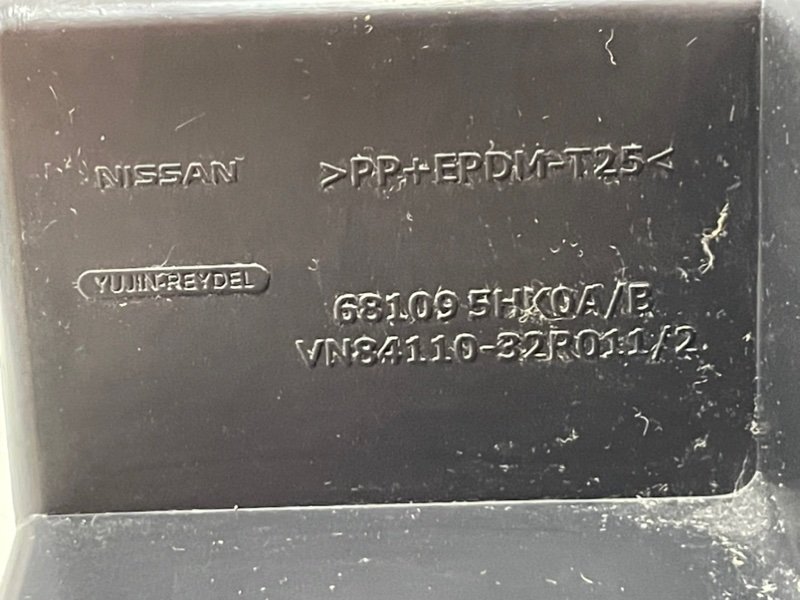 NISSAN
>PP+EPDM-T25<
YUJIN-REYDEL
68109 5HK0A/B
VN84110-32R011/2